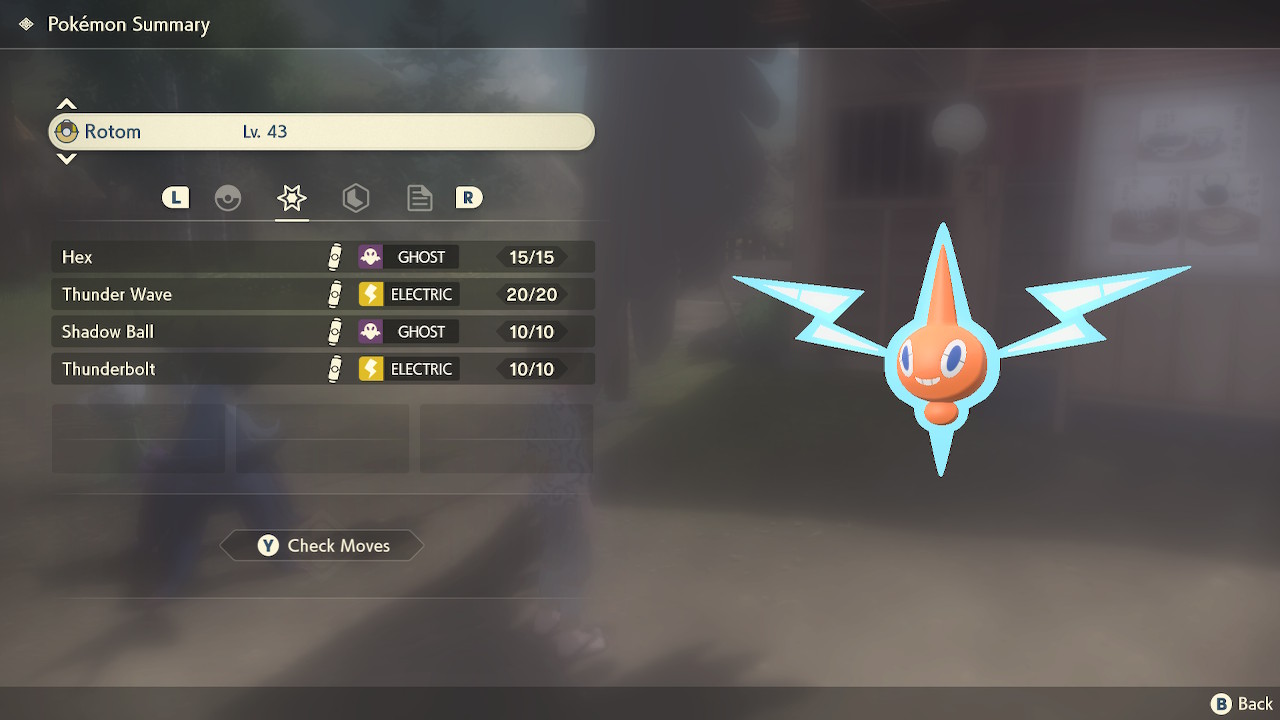 Pokémon Summary
Rotom Lv. 43
L R
Hex GHOST 15/15
Thunder Wave ELECTRIC 20/20
Shadow Ball GHOST 10/10
Thunderbolt ELECTRIC 10/10
Y Check Moves
B Back